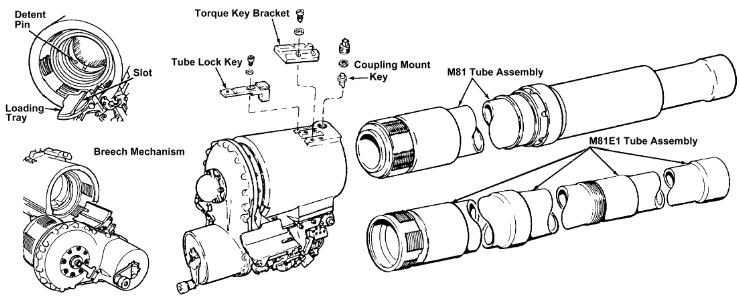 Detent
Pin
Slot
Loading
Tray
Breech Mechanism
Torque Key Bracket
Tube Lock Key
Coupling Mount
Key
M81 Tube Assembly
M81E1 Tube Assembly